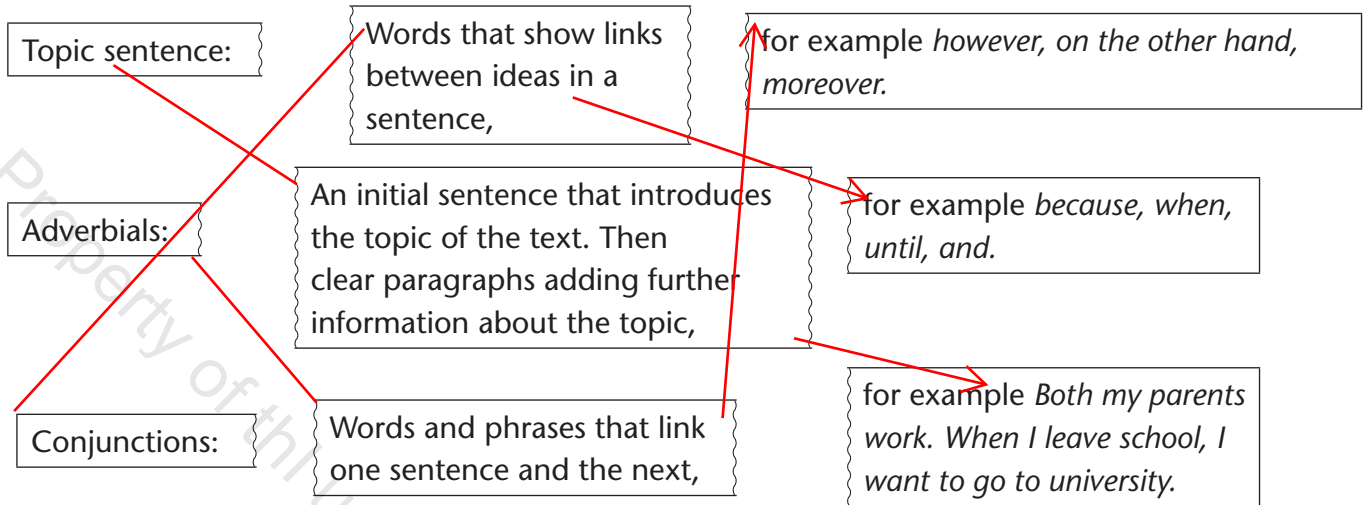 Topic sentence:
Words that show links
between ideas in a
sentence,
for example however, on the other hand,
moreover.
Adverbials:
An initial sentence that introduces
the topic of the text. Then
clear paragraphs adding further
information about the topic,
for example because, when,
until, and.
Conjunctions:
Words and phrases that link
one sentence and the next,
for example Both my parents
work. When I leave school, I
want to go to university.
Property of thi